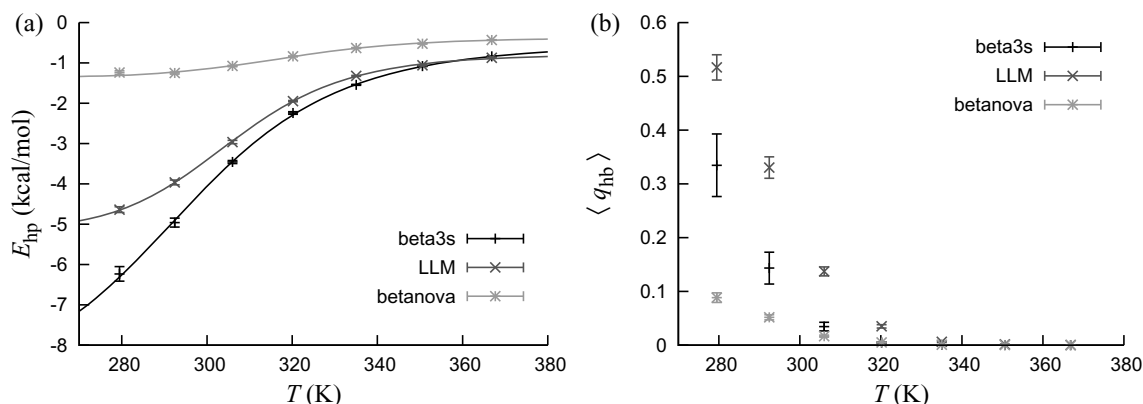 (a)
0
-1
-2
-3
-4
-5
-6
-7
-8
E_hp (kcal/mol)
beta3s
LLM
betanova
280 300 320 340 360 380
T (K)
(b)
0.6
0.5
0.4
0.3
0.2
0.1
0
⟨ q_hb ⟩
beta3s
LLM
betanova
280 300 320 340 360 380
T (K)